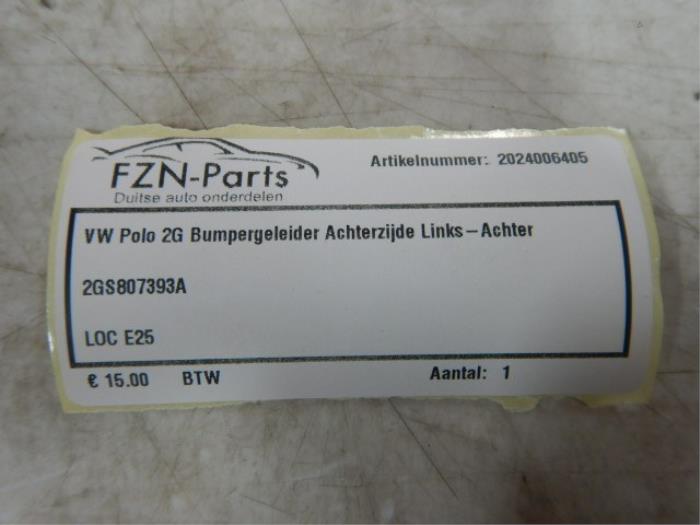 FZN-Parts
Duitse auto onderdelen
Artikelnummer: 2024006405
VW Polo 2G Bumpergeleider Achterzijde Links-Achter
2GS807393A
LOC E25
€ 15.00 BTW Aantal: 1